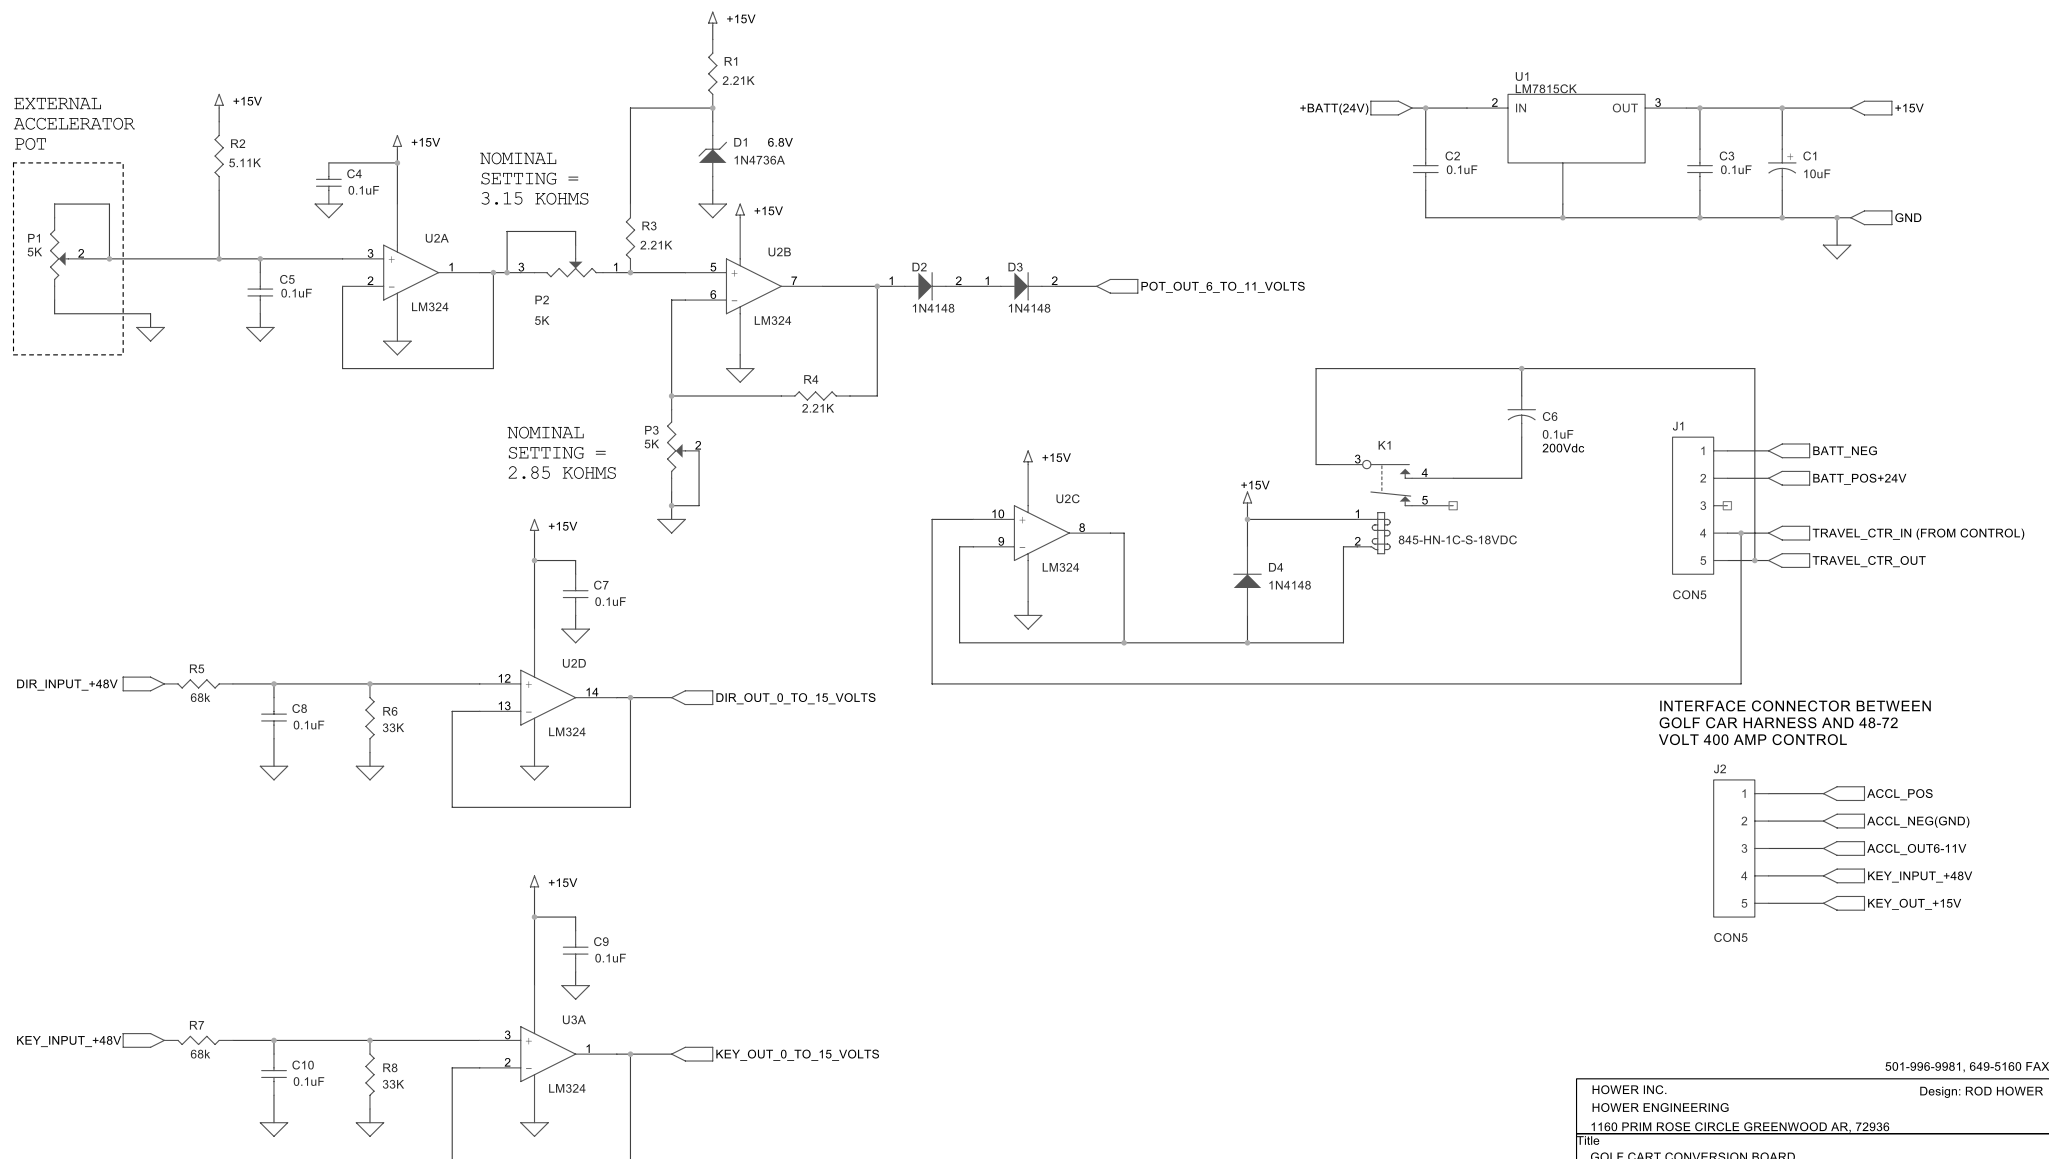 +15V
R1
2.21K
EXTERNAL
ACCELERATOR
POT
+15V
R2
5.11K
P1
5K
2
C5
0.1uF
+15V
C4
0.1uF
3
2
+
−
1
U2A
LM324
NOMINAL
SETTING =
3.15 KOHMS
3
1
P2
5K
D1 6.8V
1N4736A
R3
2.21K
+15V
U2B
5
6
+
−
7
LM324
R4
2.21K
NOMINAL
SETTING =
2.85 KOHMS
P3
5K
2
D2
1
2
1N4148
D3
1
2
1N4148
POT_OUT_6_TO_11_VOLTS
U1
LM7815CK
+BATT(24V)
2
IN
OUT
3
+15V
C2
0.1uF
C3
0.1uF
+
C1
10uF
GND
+15V
U2C
10
9
+
−
8
LM324
+15V
D4
1N4148
K1
3
4
5
1
2
845-HN-1C-S-18VDC
C6
0.1uF
200Vdc
J1
1
BATT_NEG
2
BATT_POS+24V
3
4
TRAVEL_CTR_IN (FROM CONTROL)
5
TRAVEL_CTR_OUT
CON5
+15V
C7
0.1uF
U2D
DIR_INPUT_+48V
R5
68k
C8
0.1uF
R6
33K
12
13
+
−
14
LM324
DIR_OUT_0_TO_15_VOLTS
INTERFACE CONNECTOR BETWEEN
GOLF CAR HARNESS AND 48-72
VOLT 400 AMP CONTROL
J2
1
ACCL_POS
2
ACCL_NEG(GND)
3
ACCL_OUT6-11V
4
KEY_INPUT_+48V
5
KEY_OUT_+15V
CON5
+15V
C9
0.1uF
U3A
KEY_INPUT_+48V
R7
68k
C10
0.1uF
R8
33K
3
2
+
−
1
LM324
KEY_OUT_0_TO_15_VOLTS
501-996-9981, 649-5160 FAX
HOWER INC. Design: ROD HOWER
HOWER ENGINEERING
1160 PRIM ROSE CIRCLE GREENWOOD AR, 72936
Title
GOLF CART CONVERSION BOARD